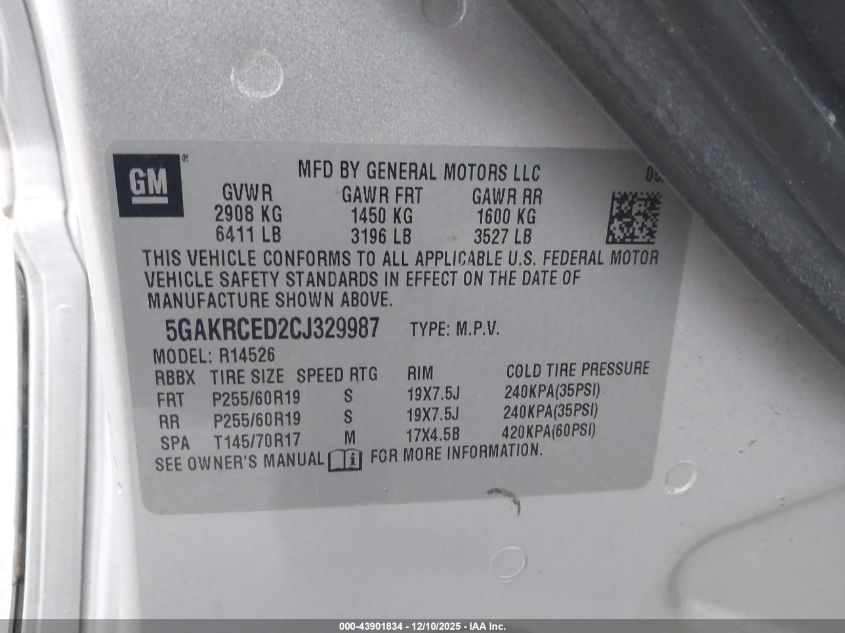 GM
®
MFD BY GENERAL MOTORS LLC
GVWR GAWR FRT GAWR RR
2908 KG 1450 KG 1600 KG
6411 LB 3196 LB 3527 LB
THIS VEHICLE CONFORMS TO ALL APPLICABLE U.S. FEDERAL MOTOR
VEHICLE SAFETY STANDARDS IN EFFECT ON THE DATE OF
MANUFACTURE SHOWN ABOVE.
5GAKRCED2CJ329987 TYPE: M.P.V.
MODEL: R14526
RBBX TIRE SIZE SPEED RTG RIM COLD TIRE PRESSURE
FRT P255/60R19 S 19X7.5J 240KPA(35PSI)
RR P255/60R19 S 19X7.5J 240KPA(35PSI)
SPA T145/70R17 M 17X4.5B 420KPA(60PSI)
SEE OWNER'S MANUAL i FOR MORE INFORMATION.
000-43901834 - 12/10/2025 - IAA Inc.